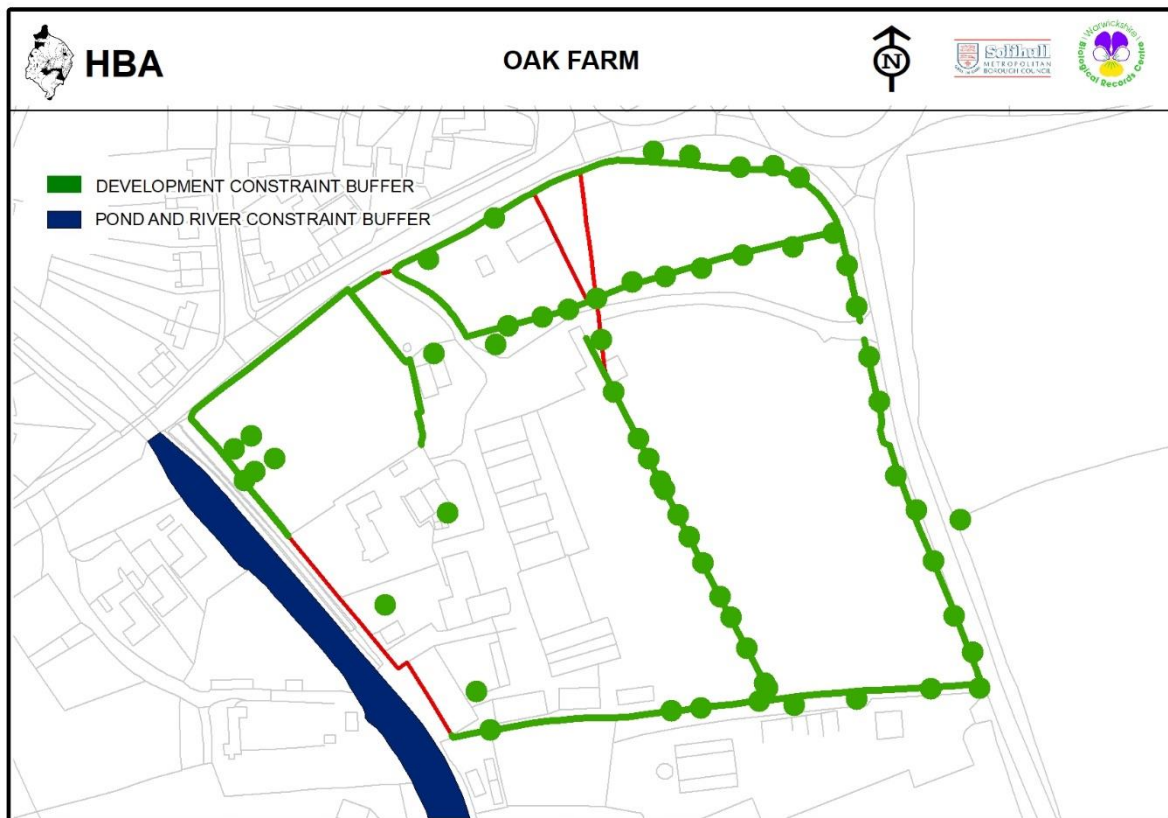 HBA
OAK FARM
N
Solihull
METROPOLITAN
BOROUGH COUNCIL
Warwickshire
Biological Records Centre
DEVELOPMENT CONSTRAINT BUFFER
POND AND RIVER CONSTRAINT BUFFER